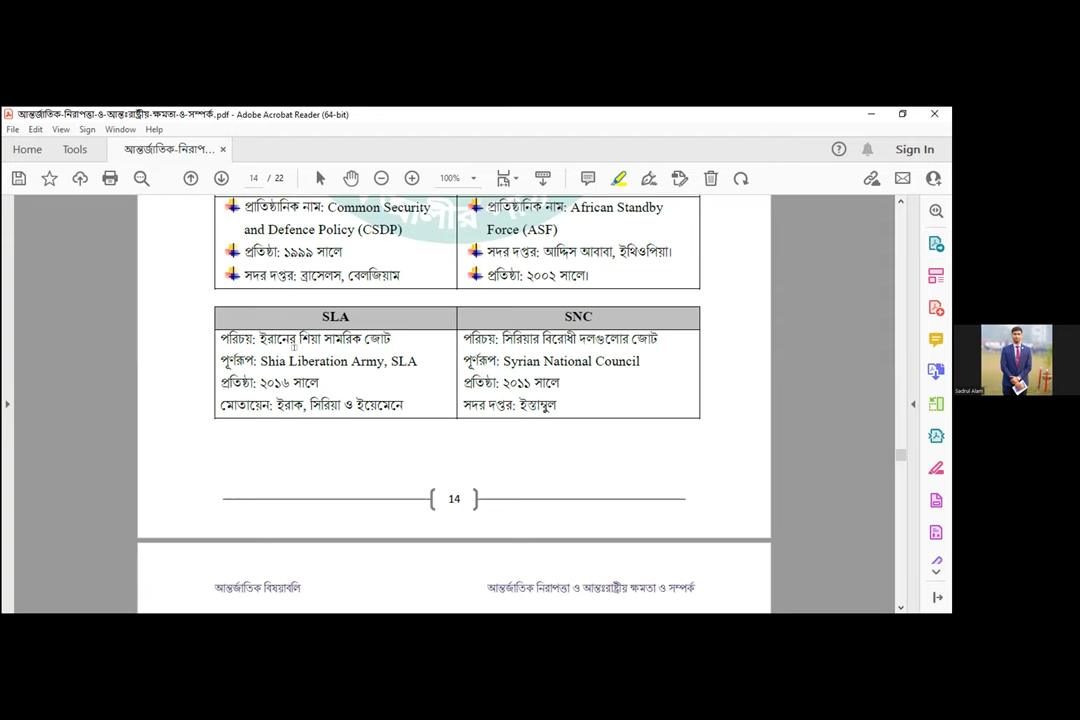 আন্তর্জাতিক-নিরাপত্তা-ও-আন্তঃরাষ্ট্রীয়-ক্ষমতা-ও-সম্পর্ক.pdf - Adobe Acrobat Reader (64-bit)
File Edit View Sign Window Help
Home Tools আন্তর্জাতিক-নিরাপ... × Sign In
14 / 22 100%
প্রাতিষ্ঠানিক নাম: Common Security
and Defence Policy (CSDP)
প্রতিষ্ঠা: ১৯৯৯ সালে
সদর দপ্তর: ব্রাসেলস, বেলজিয়াম
প্রাতিষ্ঠানিক নাম: African Standby
Force (ASF)
সদর দপ্তর: আদ্দিস আবাবা, ইথিওপিয়া।
প্রতিষ্ঠা: ২০০২ সালে।
SLA
পরিচয়: ইরানের শিয়া সামরিক জোট
পূর্ণরূপ: Shia Liberation Army, SLA
প্রতিষ্ঠা: ২০১৬ সালে
মোতায়েন: ইরাক, সিরিয়া ও ইয়েমেনে
SNC
পরিচয়: সিরিয়ার বিরোধী দলগুলোর জোট
পূর্ণরূপ: Syrian National Council
প্রতিষ্ঠা: ২০১১ সালে
সদর দপ্তর: ইস্তাম্বুল
14
আন্তর্জাতিক বিষয়াবলি আন্তর্জাতিক নিরাপত্তা ও আন্তঃরাষ্ট্রীয় ক্ষমতা ও সম্পর্ক
Sadrul Alam